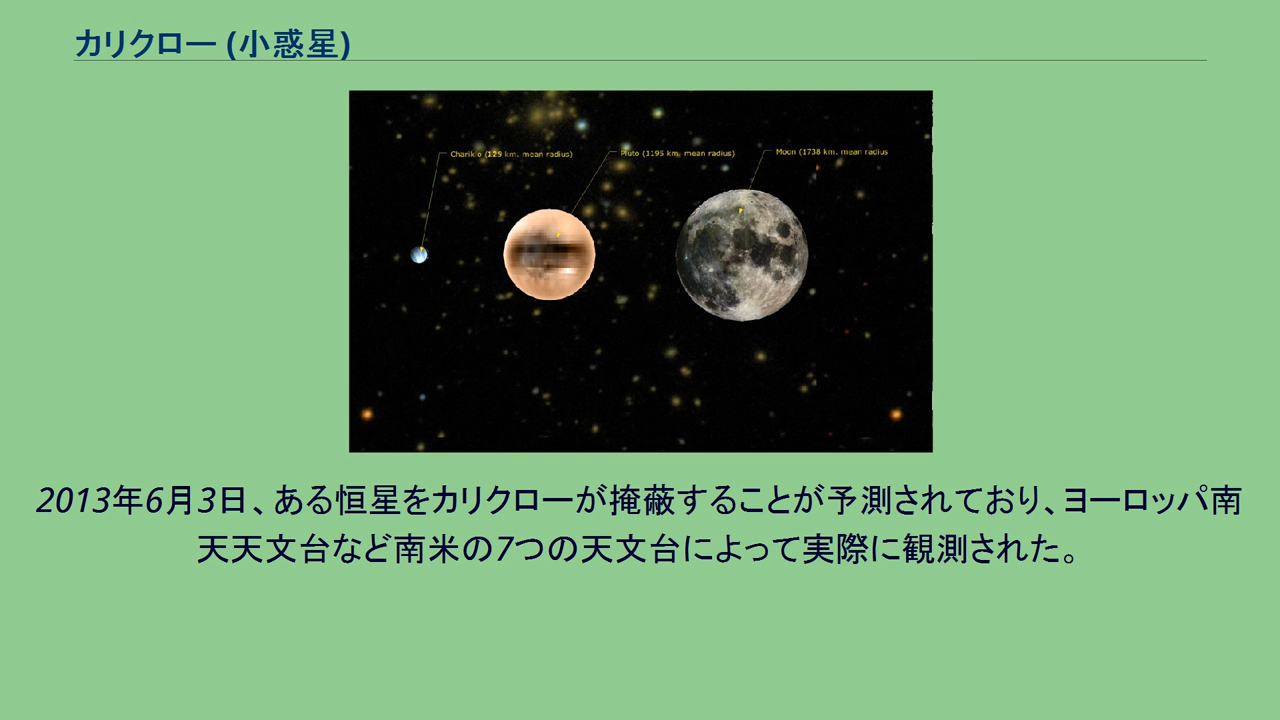 カリクロー (小惑星)
Chariklo (129 km. mean radius)
Pluto (1195 km. mean radius)
Moon (1738 km. mean radius
2013年6月3日、ある恒星をカリクローが掩蔽することが予測されており、ヨーロッパ南
天天文台など南米の7つの天文台によって実際に観測された。